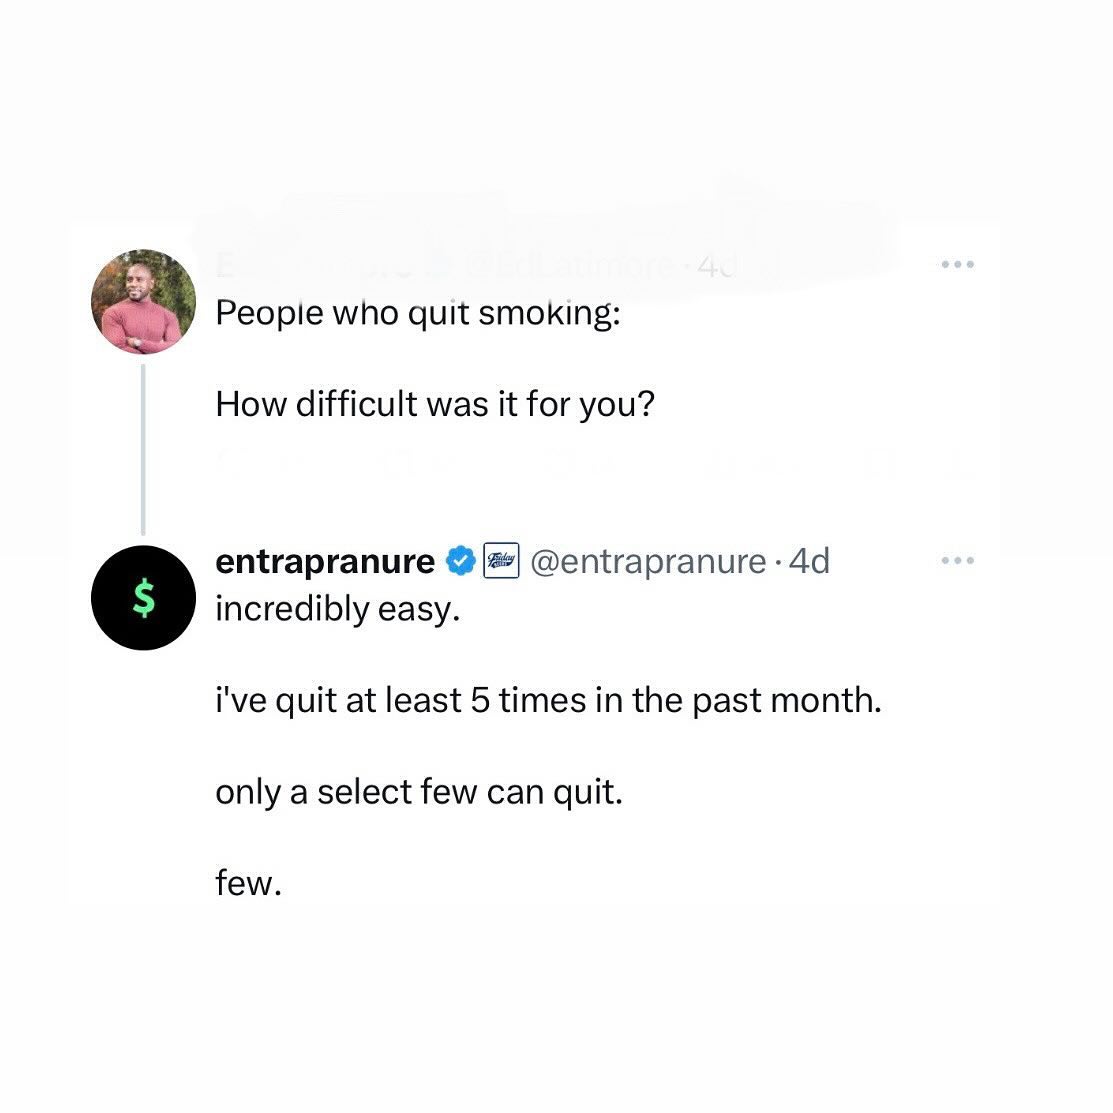 @EdLatimore · 4d
People who quit smoking:
How difficult was it for you?
entrapranure Friday @entrapranure · 4d
incredibly easy.
i've quit at least 5 times in the past month.
only a select few can quit.
few.